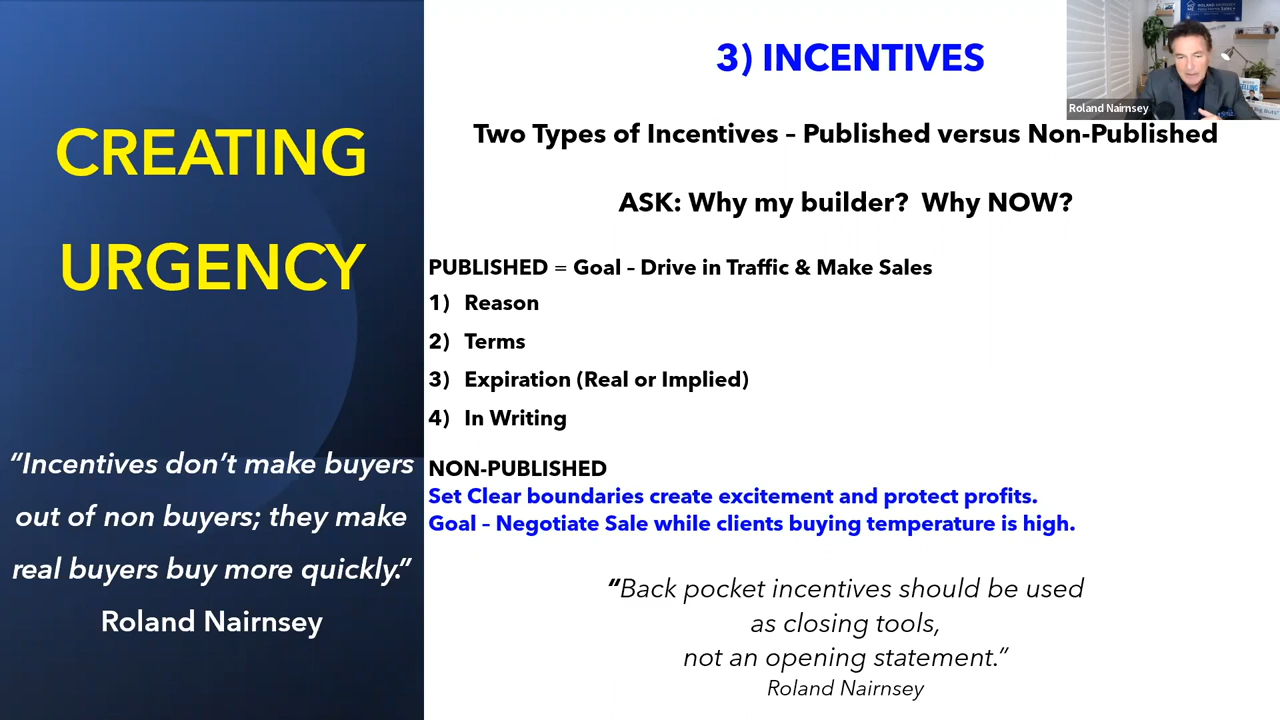 CREATING
URGENCY
“Incentives don’t make buyers
out of non buyers; they make
real buyers buy more quickly.”
Roland Nairnsey
3) INCENTIVES
Two Types of Incentives – Published versus Non-Published
ASK: Why my builder?  Why NOW?
PUBLISHED = Goal – Drive in Traffic & Make Sales
1) Reason
2) Terms
3) Expiration (Real or Implied)
4) In Writing
NON-PUBLISHED
Set Clear boundaries create excitement and protect profits.
Goal – Negotiate Sale while clients buying temperature is high.
“Back pocket incentives should be used
as closing tools,
not an opening statement.”
Roland Nairnsey
Roland Nairnsey